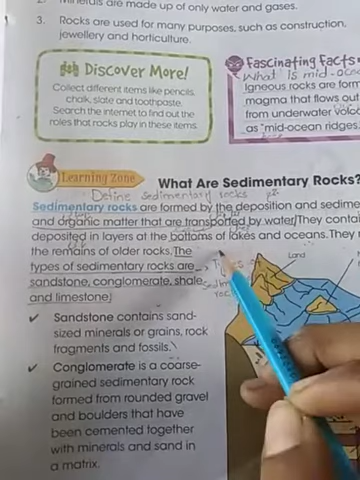 Minerals are made up of only water and gases.
3. Rocks are used for many purposes, such as construction,
jewellery and horticulture.
Discover More!
Collect different items like pencils,
chalk, slate and toothpaste.
Search the internet to find out the
roles that rocks play in these items.
Fascinating Facts
What is mid-ocea
Igneous rocks are form
magma that flows out
from underwater volc
as "mid-ocean ridges
Learning Zone
What Are Sedimentary Rocks?
Define sedimentary rocks
Sedimentary rocks are formed by the deposition and sedime
and organic matter that are transported by water. They contai
deposited in layers at the bottoms of lakes and oceans. They
the remains of older rocks. The
types of sedimentary rocks are
sandstone, conglomerate, shale
and limestone.
Land
✔ Sandstone contains sand-
sized minerals or grains, rock
fragments and fossils.
✔ Conglomerate is a coarse-
grained sedimentary rock
formed from rounded gravel
and boulders that have
been cemented together
with minerals and sand in
a matrix.